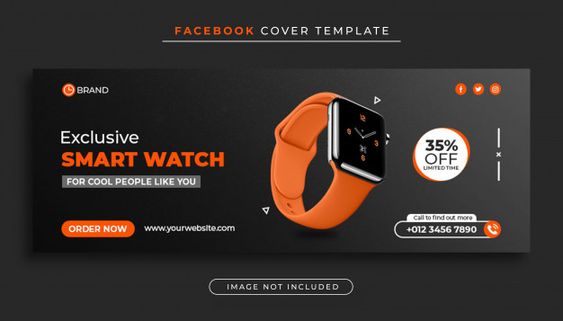 FACEBOOK COVER TEMPLATE
BRAND
Exclusive
SMART WATCH
FOR COOL PEOPLE LIKE YOU
ORDER NOW
www.yourwebsite.com
35%
OFF
LIMITED TIME
Call to find out more
+012 3456 7890
IMAGE NOT INCLUDED